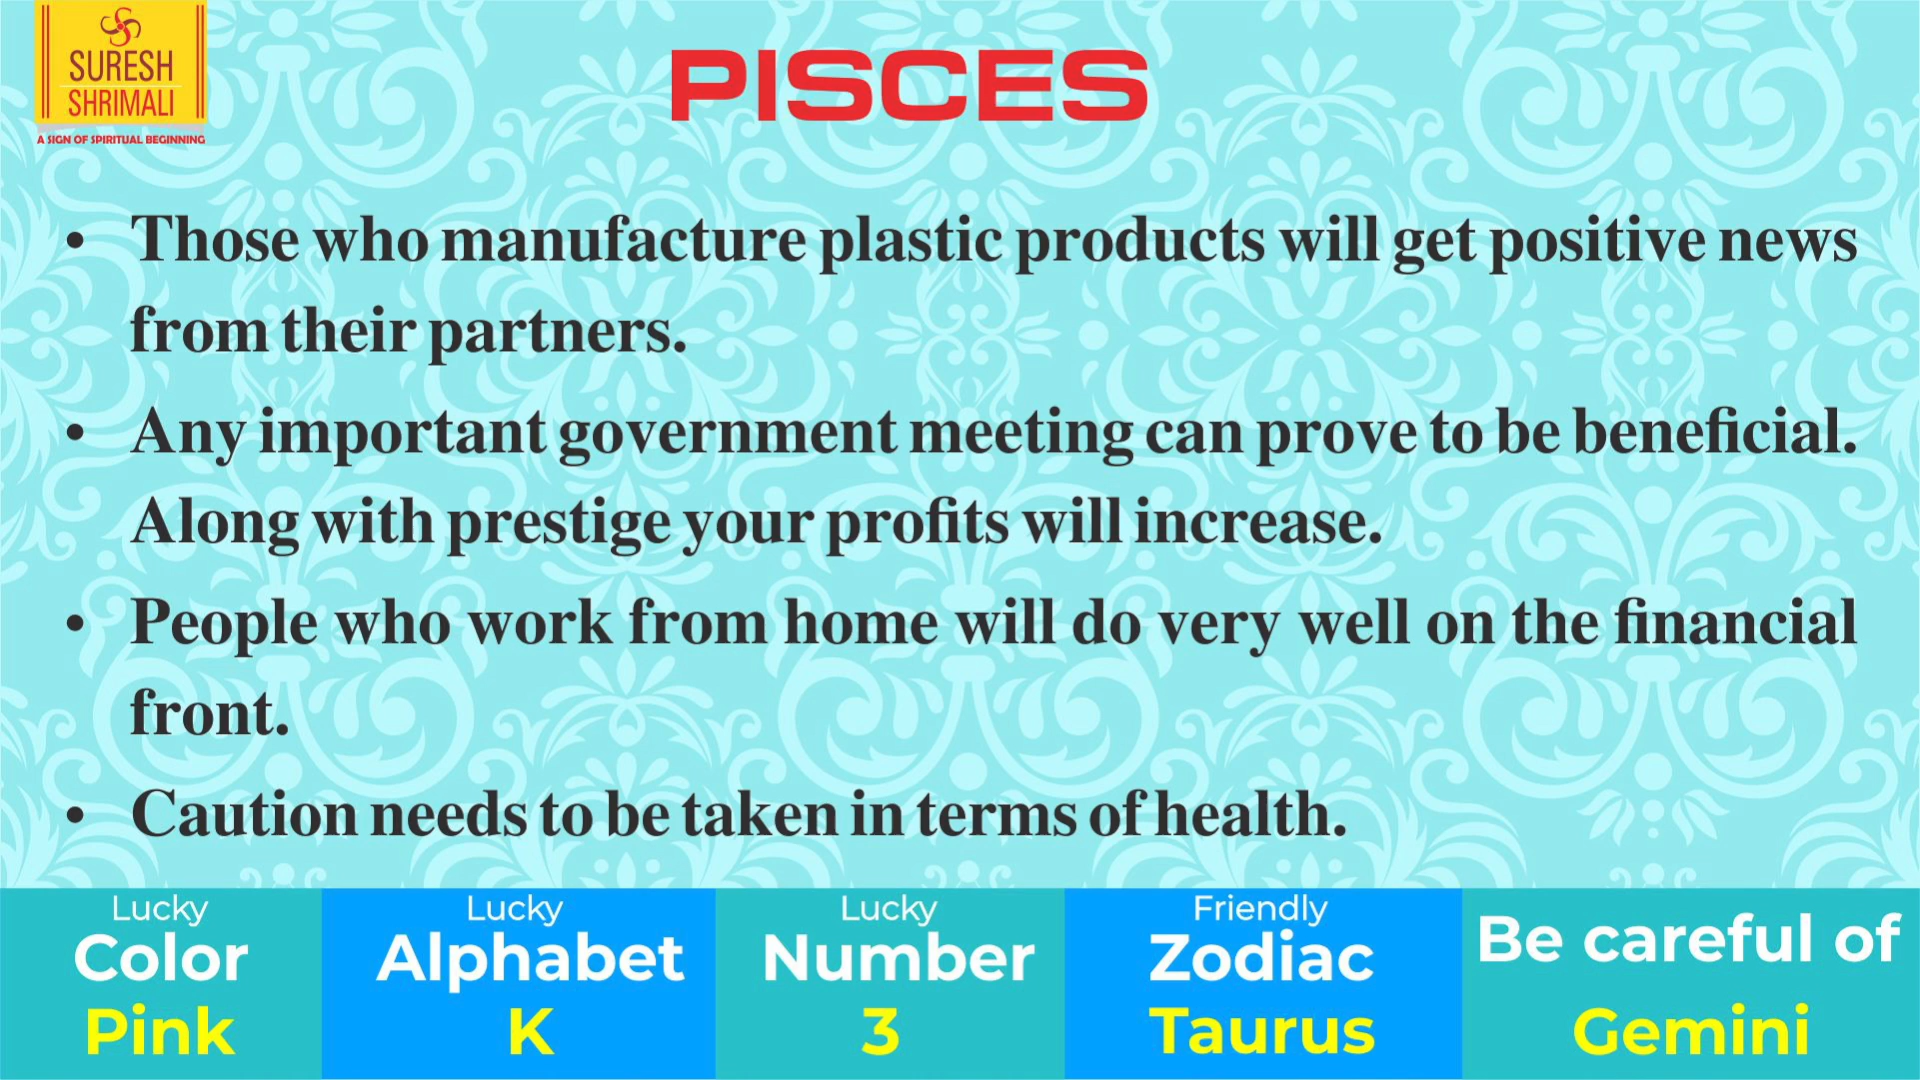 SURESH
SHRIMALI
A SIGN OF SPIRITUAL BEGINNING
PISCES
• Those who manufacture plastic products will get positive news
from their partners.
• Any important government meeting can prove to be beneficial.
Along with prestige your profits will increase.
• People who work from home will do very well on the financial
front.
• Caution needs to be taken in terms of health.
Lucky
Color
Pink
Lucky
Alphabet
K
Lucky
Number
3
Friendly
Zodiac
Taurus
Be careful of
Gemini